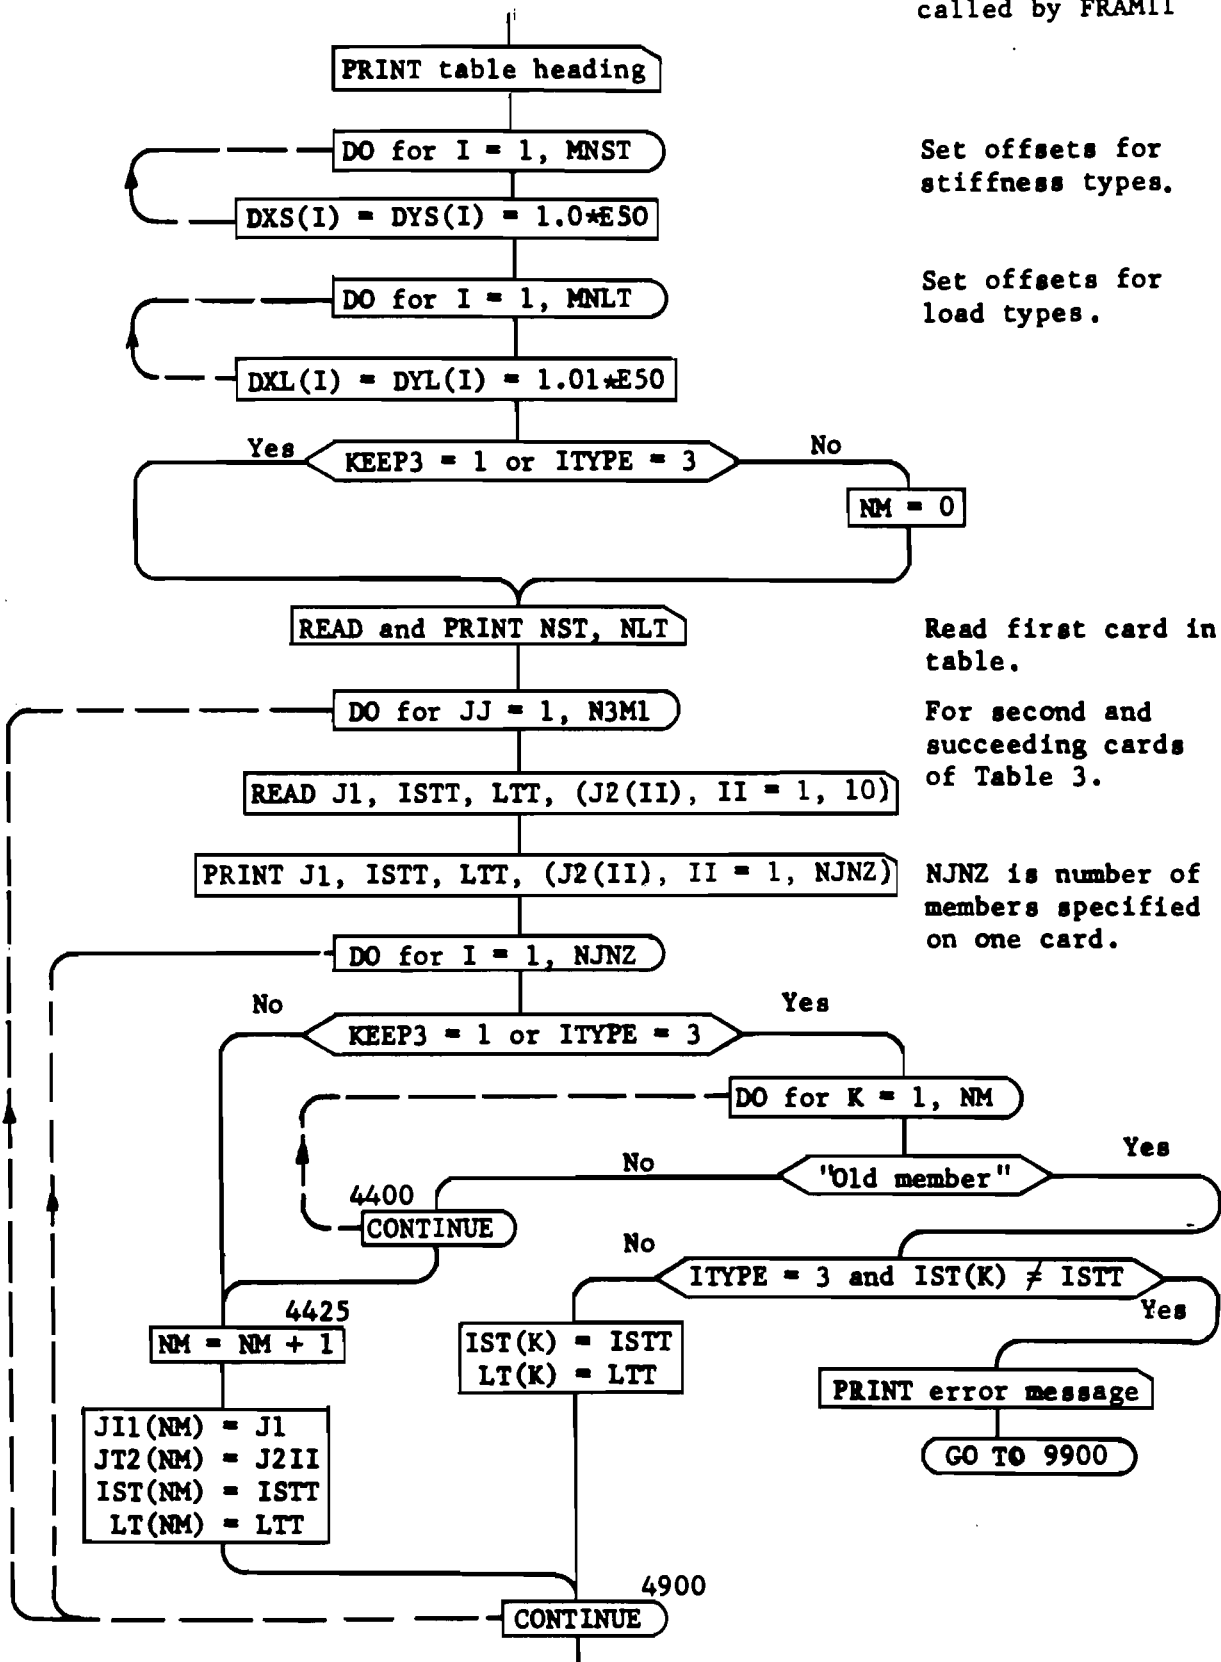 called by FRAM11
PRINT table heading
DO for I = 1, MNST
Set offsets for
stiffness types.
DXS(I) = DYS(I) = 1.0*E50
DO for I = 1, MNLT
Set offsets for
load types.
DXL(I) = DYL(I) = 1.01*E50
Yes
KEEP3 = 1 or ITYPE = 3
No
NM = 0
READ and PRINT NST, NLT
Read first card in
table.
DO for JJ = 1, N3M1
For second and
succeeding cards
of Table 3.
READ J1, ISTT, LTT, (J2(II), II = 1, 10)
PRINT J1, ISTT, LTT, (J2(II), II = 1, NJNZ)
NJNZ is number of
members specified
on one card.
DO for I = 1, NJNZ
No
KEEP3 = 1 or ITYPE = 3
Yes
DO for K = 1, NM
No
"Old member"
Yes
4400
CONTINUE
No
ITYPE = 3 and IST(K) ≠ ISTT
Yes
4425
NM = NM + 1
IST(K) = ISTT
LT(K) = LTT
PRINT error message
GO TO 9900
JI1(NM) = J1
JT2(NM) = J2II
IST(NM) = ISTT
LT(NM) = LTT
4900
CONTINUE